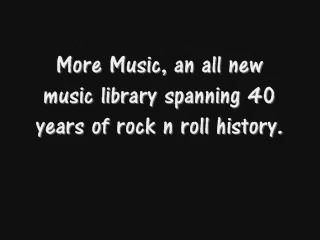 More Music, an all new
music library spanning 40
years of rock n roll history.